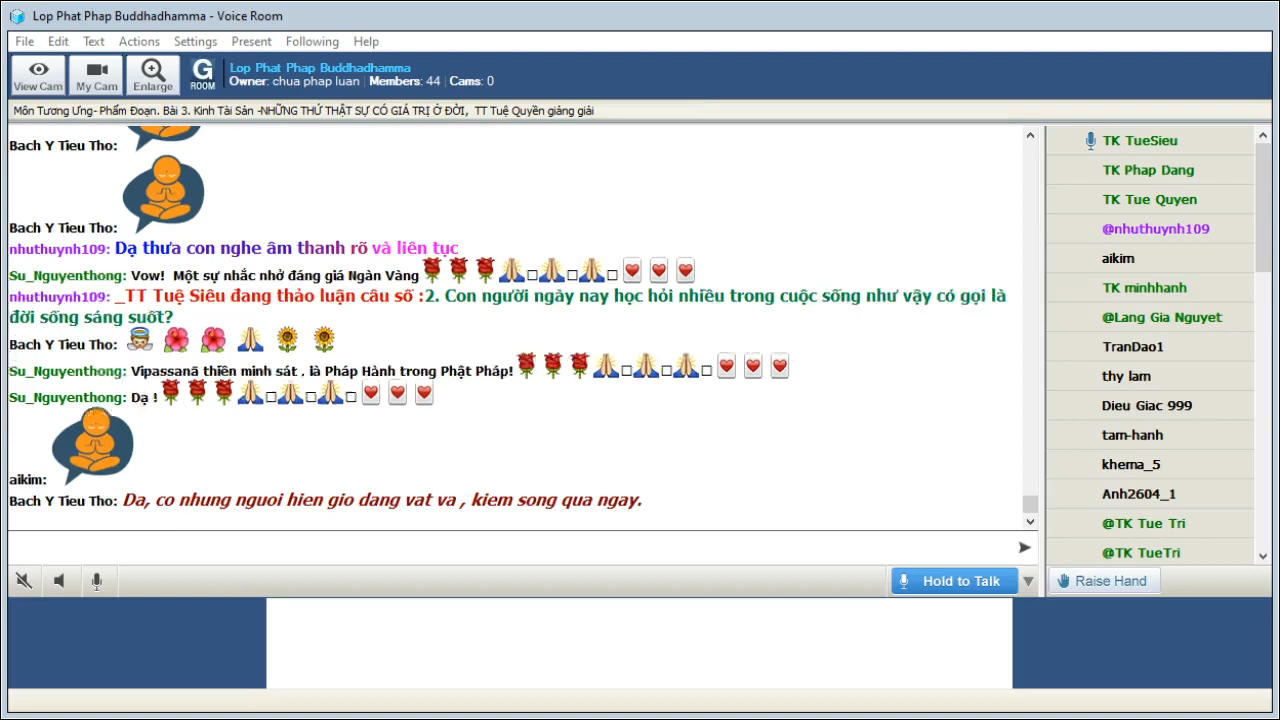 Lop Phat Phap Buddhadhamma - Voice Room
File Edit Text Actions Settings Present Following Help
View Cam My Cam Enlarge G ROOM
Lop Phat Phap Buddhadhamma
Owner: chua phap luan Members: 44 Cams: 0
Môn Tương Ưng- Phẩm Đoạn. Bài 3. Kinh Tài Sản -NHỮNG THỨ THẬT SỰ CÓ GIÁ TRỊ Ở ĐỜI, TT Tuệ Quyền giảng giải
Bach Y Tieu Tho:
Bach Y Tieu Tho:
nhuthuynh109: Dạ thưa con nghe âm thanh rõ và liên tục
Su_Nguyenthong: Vow! Một sự nhắc nhở đáng giá Ngàn Vàng
nhuthuynh109: _TT Tuệ Siêu đang thảo luận câu số :2. Con người ngày nay học hỏi nhiều trong cuộc sống như vậy có gọi là
đời sống sáng suốt?
Bach Y Tieu Tho:
Su_Nguyenthong: Vipassanā thiền minh sát , là Pháp Hành trong Phật Pháp!
Su_Nguyenthong: Dạ !
aikim:
Bach Y Tieu Tho: Da, co nhung nguoi hien gio dang vat va , kiem song qua ngay.
TK TueSieu
TK Phap Dang
TK Tue Quyen
@nhuthuynh109
aikim
TK minhhanh
@Lang Gia Nguyet
TranDao1
thy lam
Dieu Giac 999
tam-hanh
khema_5
Anh2604_1
@TK Tue Tri
@TK TueTri
Hold to Talk
Raise Hand